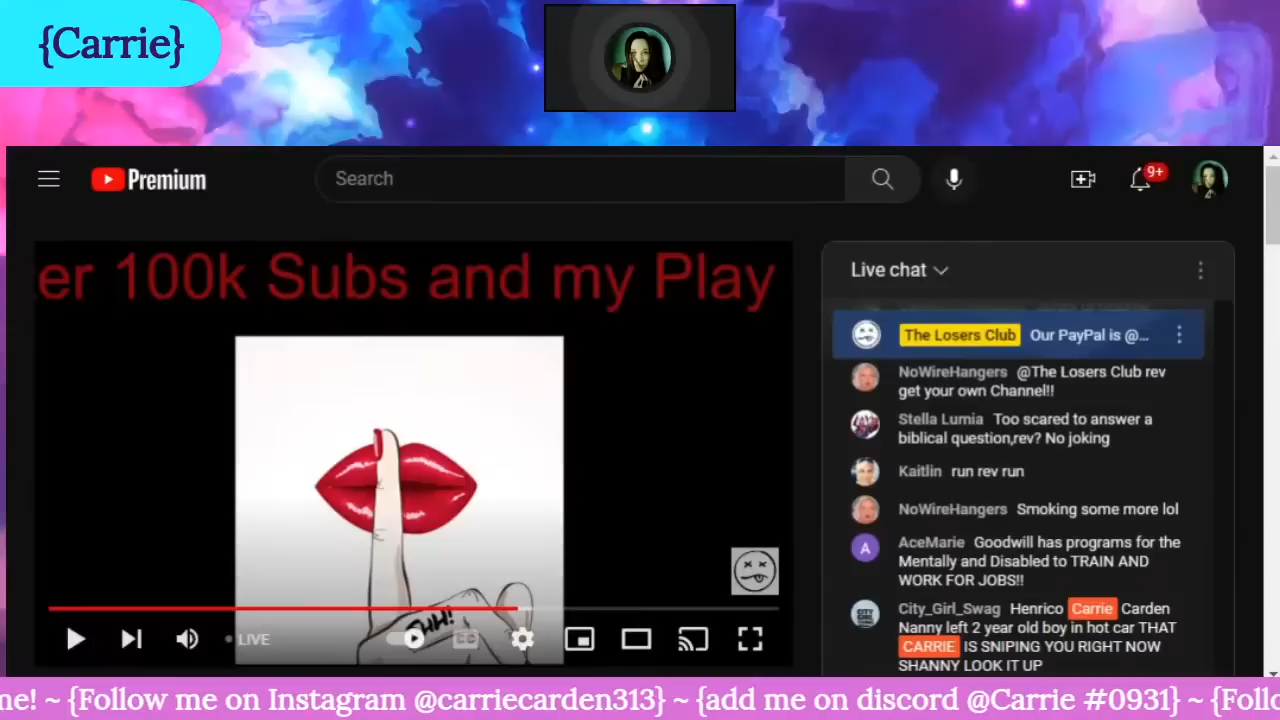 {Carrie}
Premium
Search
9+
er 100k Subs and my Play
SHH!
LIVE
CC
Live chat
The Losers Club Our PayPal is @...
NoWireHangers @The Losers Club rev
get your own Channel!!
Stella Lumia Too scared to answer a
biblical question,rev? No joking
Kaitlin run rev run
NoWireHangers Smoking some more lol
A
AceMarie Goodwill has programs for the
Mentally and Disabled to TRAIN AND
WORK FOR JOBS!!
City_Girl_Swag Henrico Carrie Carden
Nanny left 2 year old boy in hot car THAT
CARRIE IS SNIPING YOU RIGHT NOW
SHANNY LOOK IT UP
me! ~ {Follow me on Instagram @carriecarden313} ~ {add me on discord @Carrie #0931} ~ {Follo